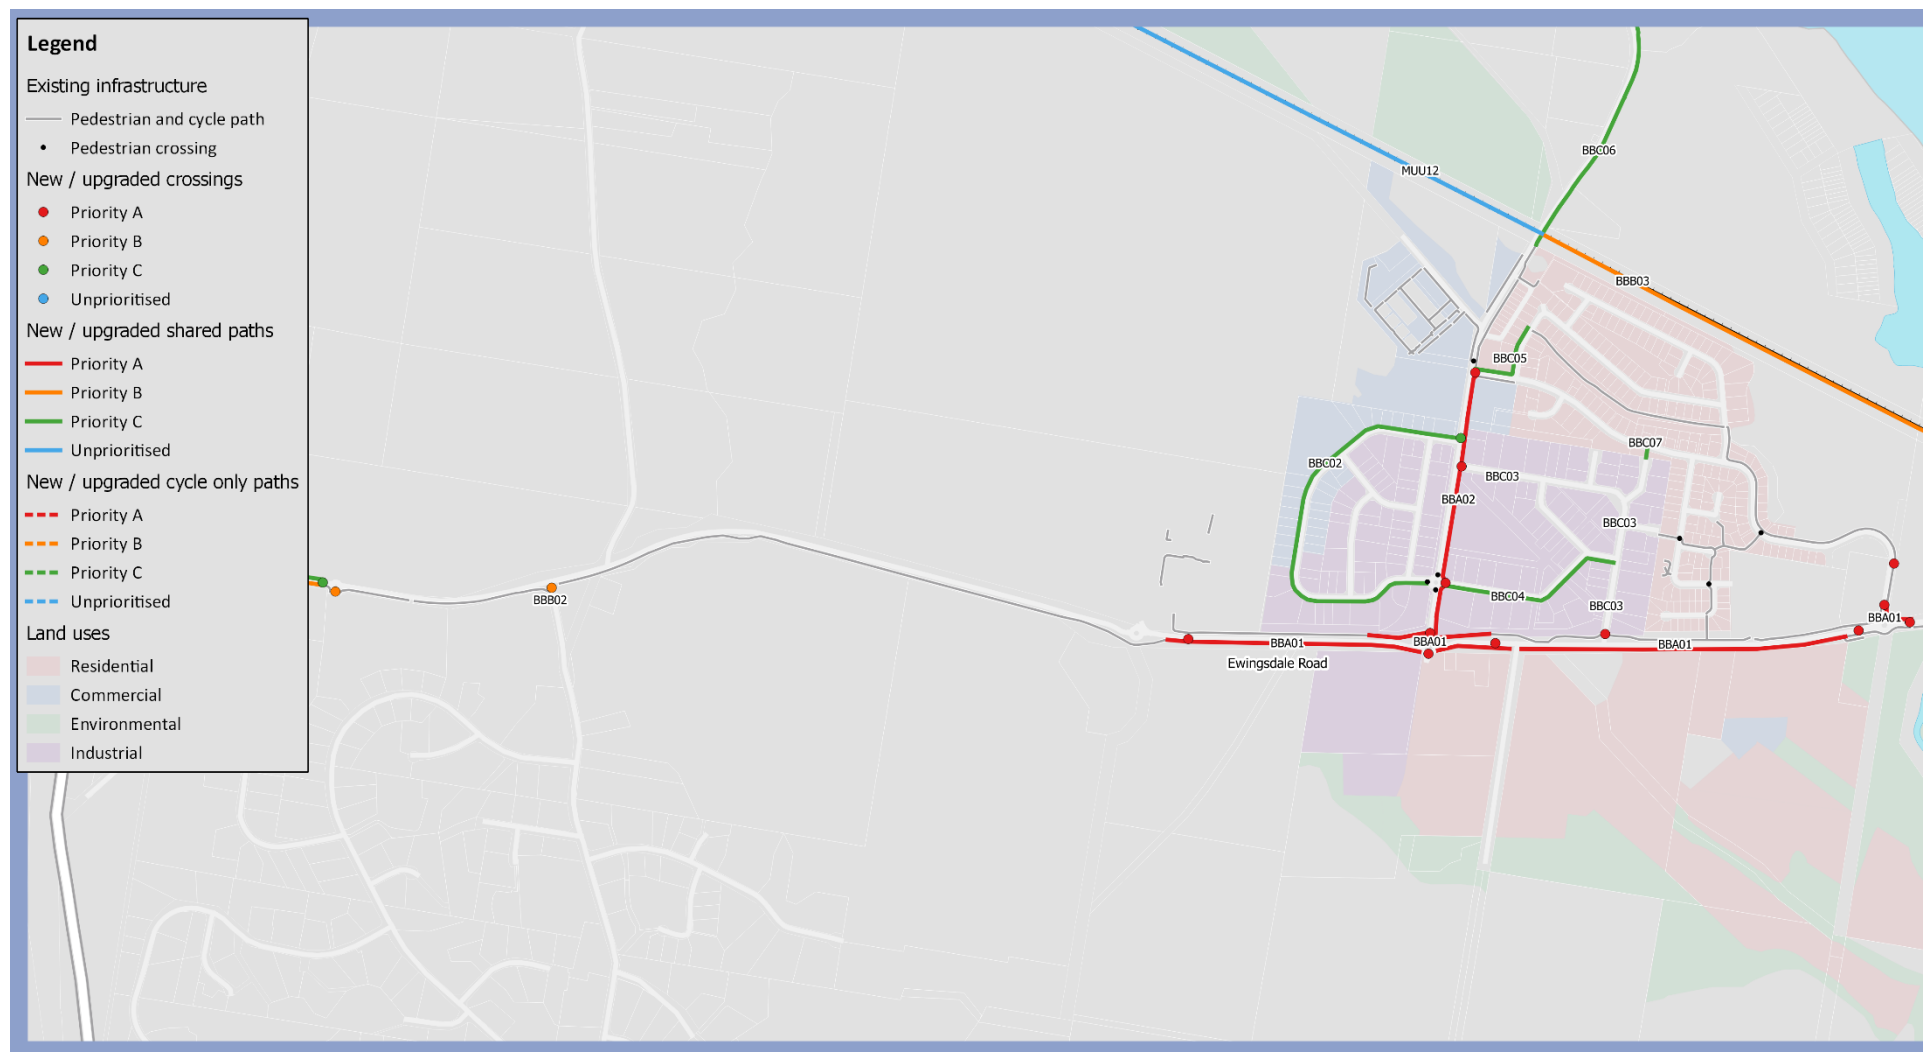 Legend
Existing infrastructure
Pedestrian and cycle path
Pedestrian crossing
New / upgraded crossings
Priority A
Priority B
Priority C
Unprioritised
New / upgraded shared paths
Priority A
Priority B
Priority C
Unprioritised
New / upgraded cycle only paths
Priority A
Priority B
Priority C
Unprioritised
Land uses
Residential
Commercial
Environmental
Industrial
BBC06
MUU12
BBB03
BBC05
BBC07
BBC02
BBC03
BBA02
BBC03
BBC04
BBB02
BBC03
BBA01
BBA01
BBA01
BBA01
Ewingsdale Road